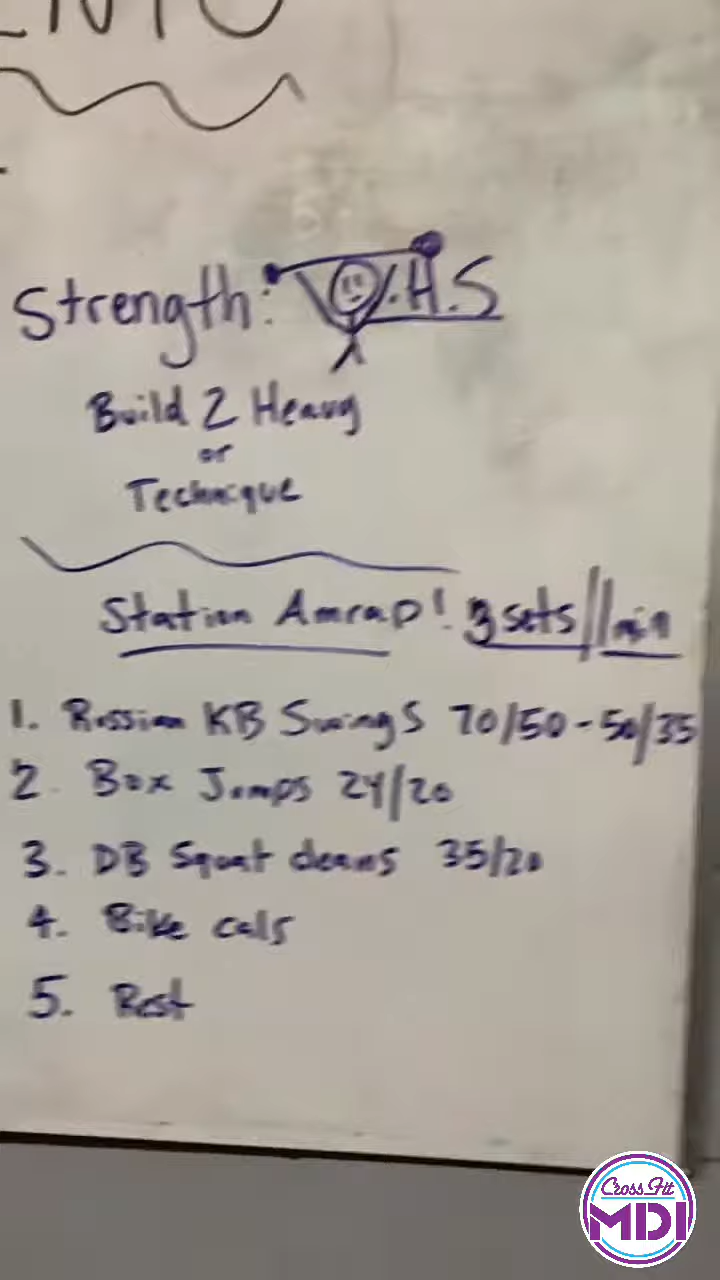 Strength: O.H.S
Build 2 Heavy
or
Technique
Station Amrap! 3 sets//1 min
1. Russian KB Swings 70/50 - 50/35
2. Box Jumps 24/20
3. DB Squat cleans 35/20
4. Bike cals
5. Rest
CrossFit
MDI